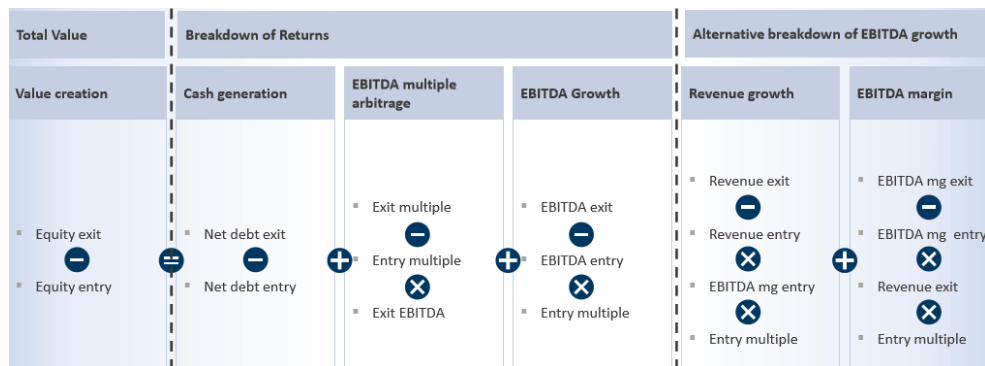 Total Value
Breakdown of Returns
Alternative breakdown of EBITDA growth
Value creation
Cash generation
EBITDA multiple
arbitrage
EBITDA Growth
Revenue growth
EBITDA margin
Equity exit
−
Equity entry
=
Net debt exit
−
Net debt entry
+
Exit multiple
−
Entry multiple
×
Exit EBITDA
+
EBITDA exit
−
EBITDA entry
×
Entry multiple
Revenue exit
−
Revenue entry
×
EBITDA mg entry
×
Entry multiple
+
EBITDA mg exit
−
EBITDA mg entry
×
Revenue exit
×
Entry multiple